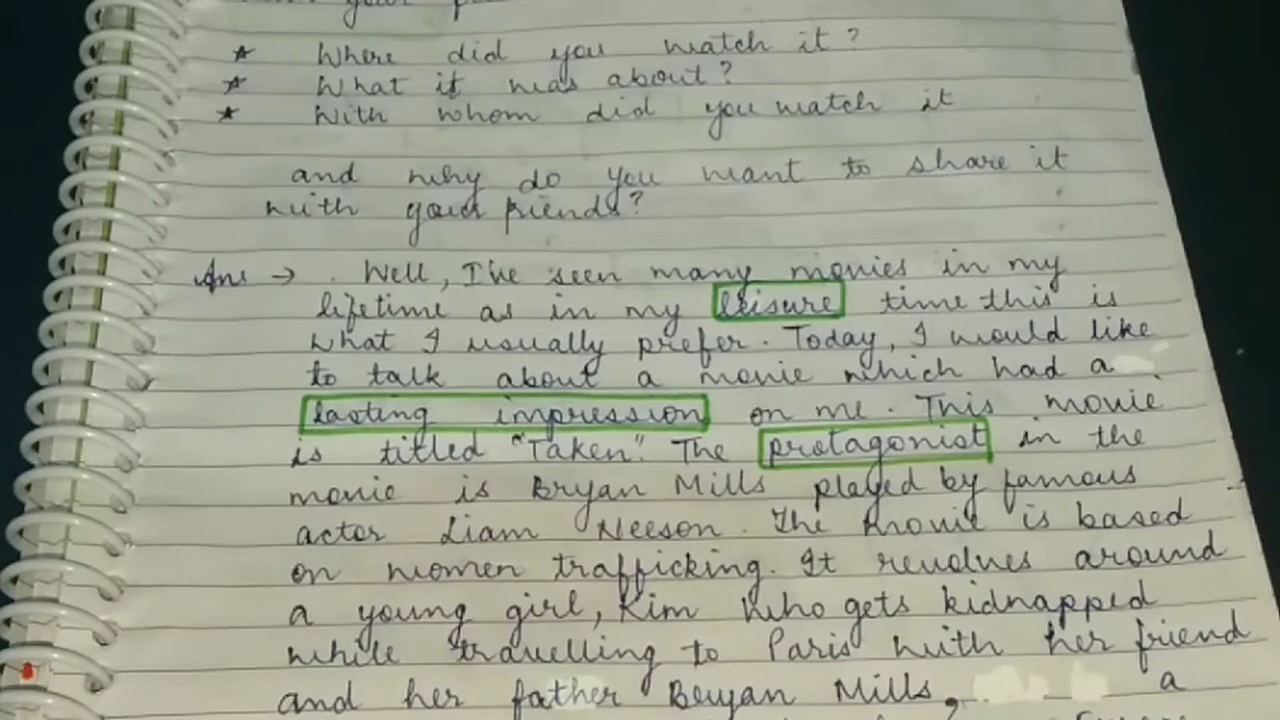 your
★ Where did you watch it?
★ What it was about?
★ With whom did you watch it
and why do you want to share it
with your friends?
Ans → . Well, I've seen many movies in my
lifetime as in my leisure time this is
what I usually prefer. Today, I would like
to talk about a movie which had a
lasting impression on me. This movie
is titled "Taken". The protagonist in the
movie is Bryan Mills played by famous
actor Liam Neeson. The movie is based
on women trafficking. It revolves around
a young girl, Kim who gets kidnapped
while travelling to Paris with her friend
and her father Bryan Mills, a